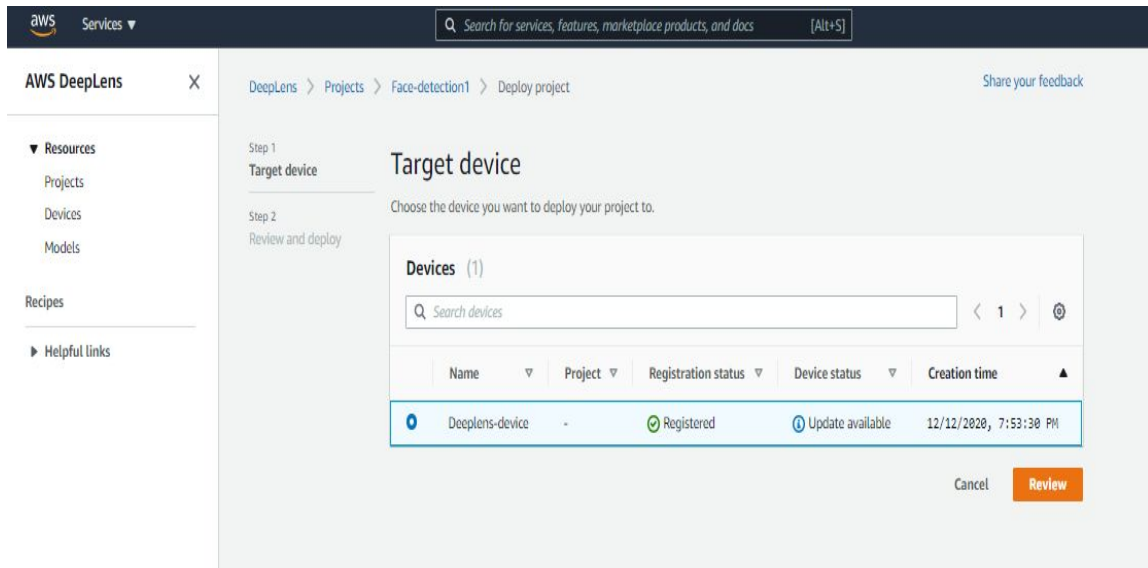 aws Services ▼ Search for services, features, marketplace products, and docs [Alt+S]
AWS DeepLens X
▼ Resources
Projects
Devices
Models
Recipes
▶ Helpful links
DeepLens > Projects > Face-detection1 > Deploy project
Share your feedback
Step 1
Target device
Step 2
Review and deploy
Target device
Choose the device you want to deploy your project to.
Devices (1)
Search devices
< 1 >
Name Project Registration status Device status Creation time
Deeplens-device - Registered Update available 12/12/2020, 7:53:30 PM
Cancel Review